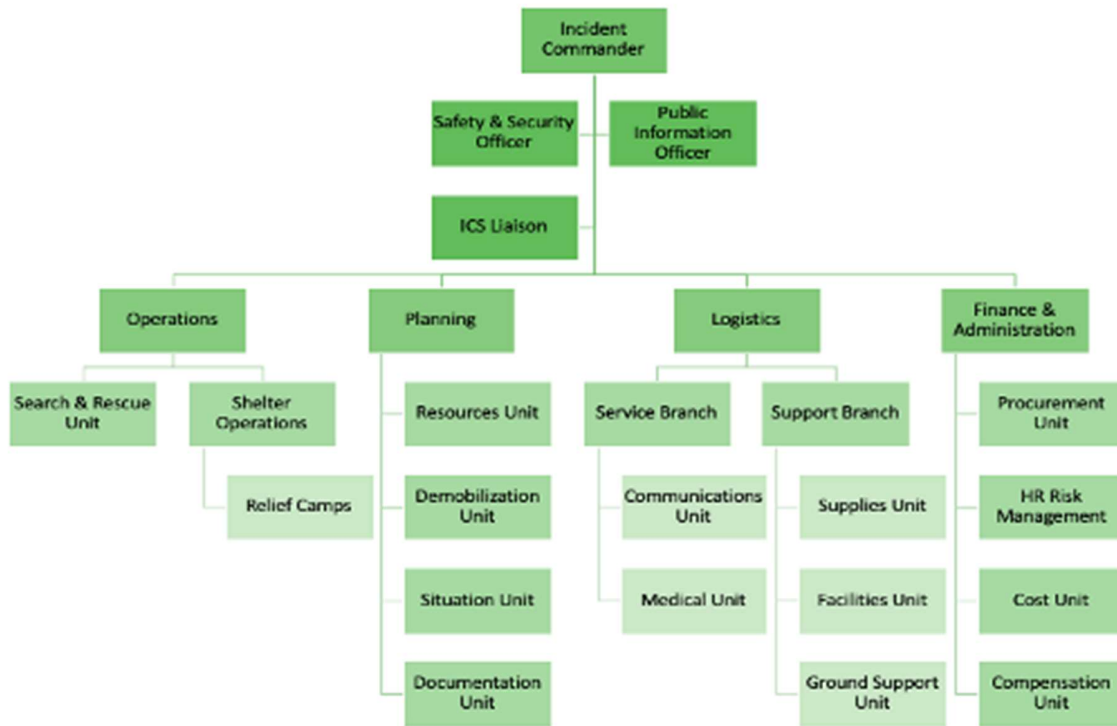 Incident
Commander
Safety & Security
Officer
Public
Information
Officer
ICS Liaison
Operations
Planning
Logistics
Finance &
Administration
Search & Rescue
Unit
Shelter
Operations
Relief Camps
Resources Unit
Demobilization
Unit
Situation Unit
Documentation
Unit
Service Branch
Communications
Unit
Medical Unit
Support Branch
Supplies Unit
Facilities Unit
Ground Support
Unit
Procurement
Unit
HR Risk
Management
Cost Unit
Compensation
Unit